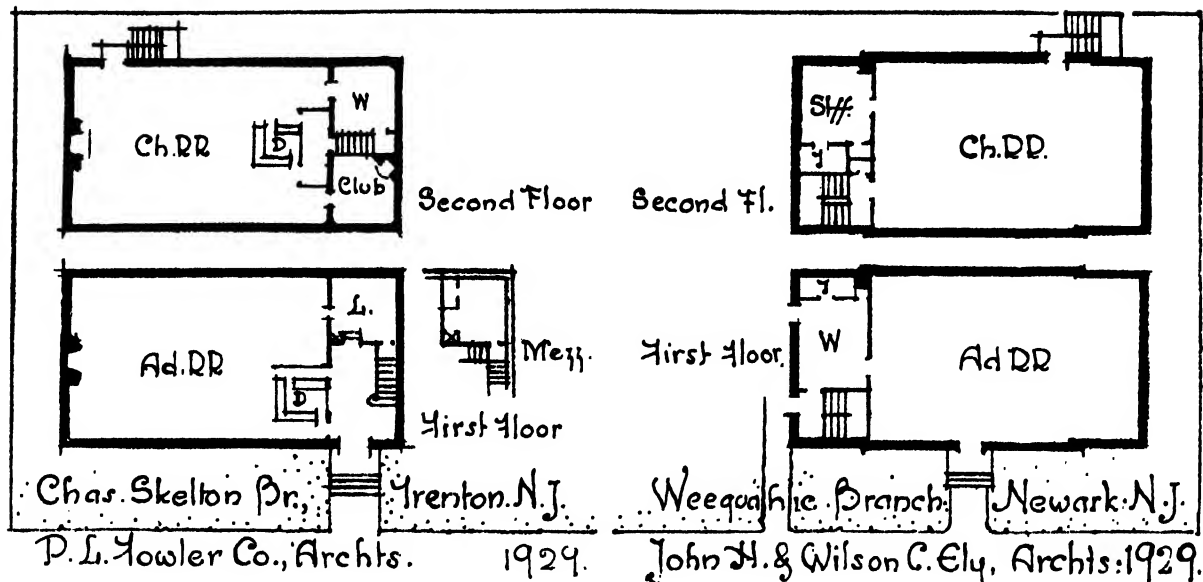 W
D
Ch.RR
Club
Second Floor
L.
Ad.RR
D
Mezz.
First Floor
Chas. Skelton Br., Trenton. N.J.
P. L. Fowler Co., Archts. 1929.
Stff.
T
Ch.RR.
Second Fl.
T
First Floor.
W
Ad RR
Weequahic Branch. Newark. N.J.
John H. & Wilson C. Ely, Archts: 1929.